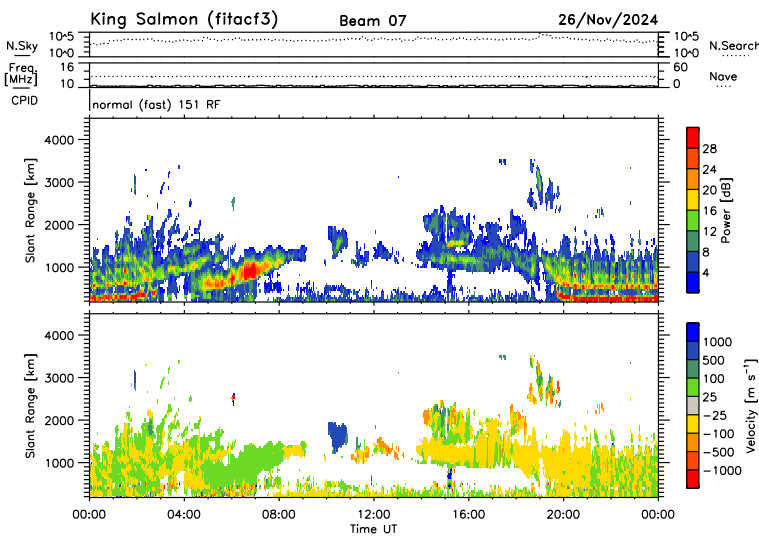 King Salmon (fitacf3) Beam 07 26/Nov/2024
N.Sky 10^5 10^0 10^5 10^0 N.Search
Freq. [MHz] 16 10 60 0 Nave
CPID normal (fast) 151 RF
Slant Range [km] 4000 3000 2000 1000
Power [dB] 28 24 20 16 12 8 4
Slant Range [km] 4000 3000 2000 1000
Velocity [m s⁻¹] 1000 500 100 25 −25 −100 −500 −1000
00:00 04:00 08:00 12:00 16:00 20:00 00:00
Time UT